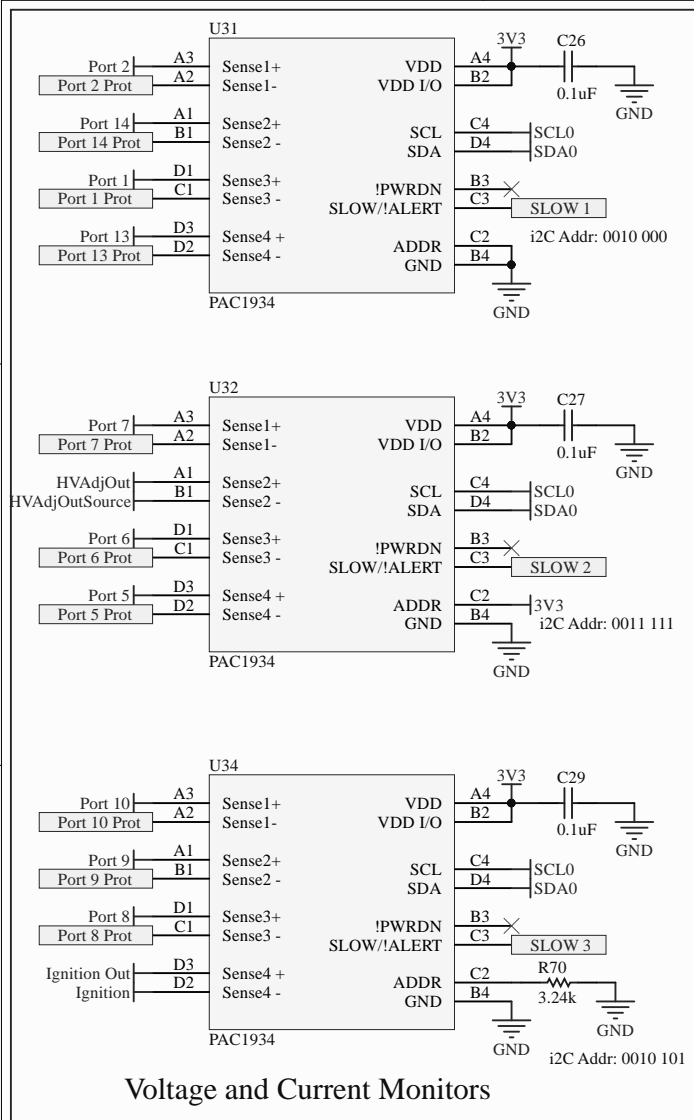 U31
3V3
C26
0.1uF
GND
Port 2 A3 Sense1+ VDD A4
Port 2 Prot A2 Sense1- VDD I/O B2
Port 14 A1 Sense2+ SCL C4 SCL0
Port 14 Prot B1 Sense2 - SDA D4 SDA0
Port 1 D1 Sense3+ !PWRDN B3
Port 1 Prot C1 Sense3 - SLOW/!ALERT C3 SLOW 1
i2C Addr: 0010 000
Port 13 D3 Sense4 + ADDR C2
Port 13 Prot D2 Sense4 - GND B4
GND
PAC1934
U32
3V3
C27
0.1uF
GND
Port 7 A3 Sense1+ VDD A4
Port 7 Prot A2 Sense1- VDD I/O B2
HVAdjOut A1 Sense2+ SCL C4 SCL0
HVAdjOutSource B1 Sense2 - SDA D4 SDA0
Port 6 D1 Sense3+ !PWRDN B3
Port 6 Prot C1 Sense3 - SLOW/!ALERT C3 SLOW 2
Port 5 D3 Sense4 + ADDR C2 3V3
Port 5 Prot D2 Sense4 - GND B4
i2C Addr: 0011 111
GND
PAC1934
U34
3V3
C29
0.1uF
GND
Port 10 A3 Sense1+ VDD A4
Port 10 Prot A2 Sense1- VDD I/O B2
Port 9 A1 Sense2+ SCL C4 SCL0
Port 9 Prot B1 Sense2 - SDA D4 SDA0
Port 8 D1 Sense3+ !PWRDN B3
Port 8 Prot C1 Sense3 - SLOW/!ALERT C3 SLOW 3
Ignition Out D3 Sense4 + ADDR C2 R70
3.24k
Ignition D2 Sense4 - GND B4
GND
GND
PAC1934
i2C Addr: 0010 101
Voltage and Current Monitors